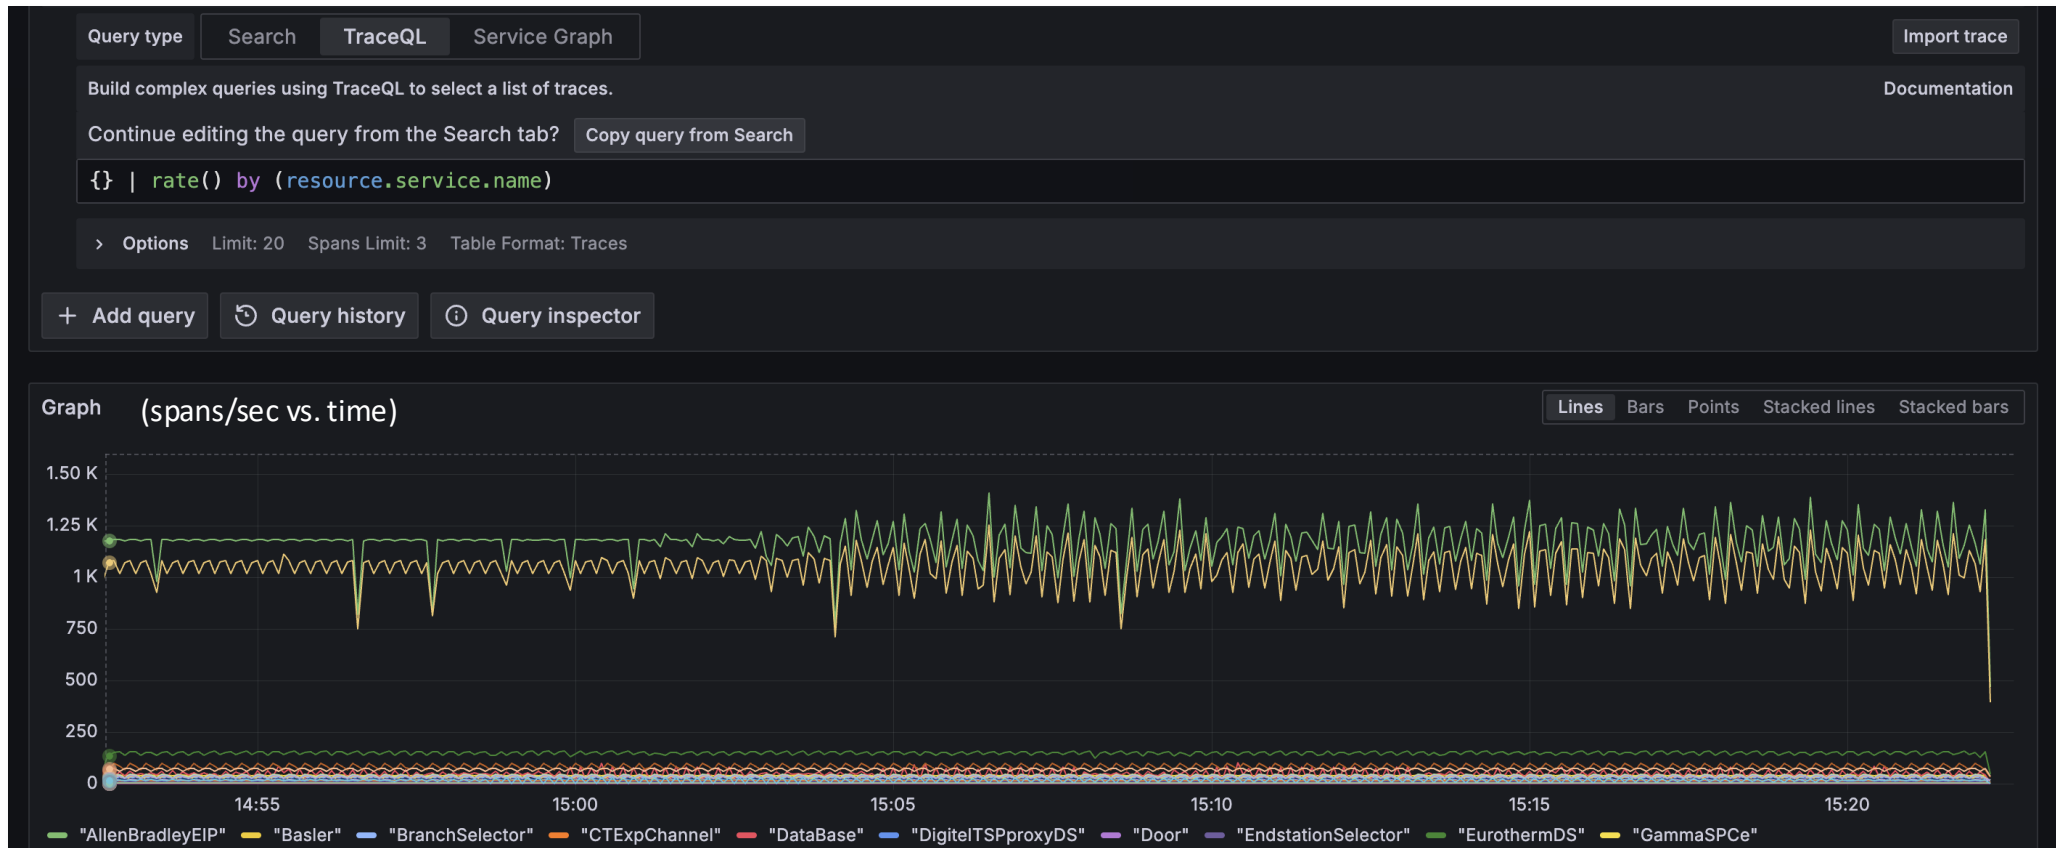 Query type Search TraceQL Service Graph Import trace
Build complex queries using TraceQL to select a list of traces. Documentation
Continue editing the query from the Search tab? Copy query from Search
{} | rate() by (resource.service.name)
Options Limit: 20 Spans Limit: 3 Table Format: Traces
+ Add query Query history Query inspector
Graph (spans/sec vs. time) Lines Bars Points Stacked lines Stacked bars
1.50 K
1.25 K
1 K
750
500
250
0
14:55 15:00 15:05 15:10 15:15 15:20
"AllenBradleyEIP" "Basler" "BranchSelector" "CTExpChannel" "DataBase" "DigitelITSPproxyDS" "Door" "EndstationSelector" "EurothermDS" "GammaSPCe"